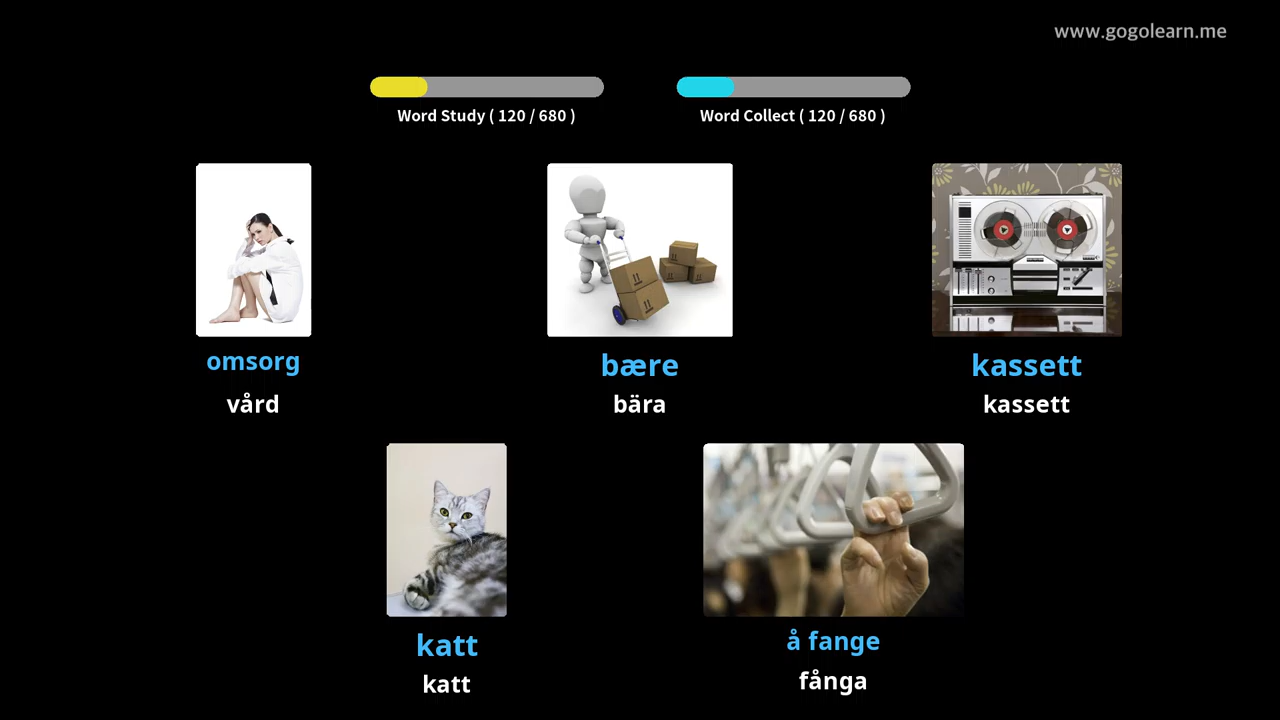 www.gogolearn.me
Word Study ( 120 / 680 )
Word Collect ( 120 / 680 )
omsorg
vård
bære
bära
kassett
kassett
katt
katt
å fange
fånga